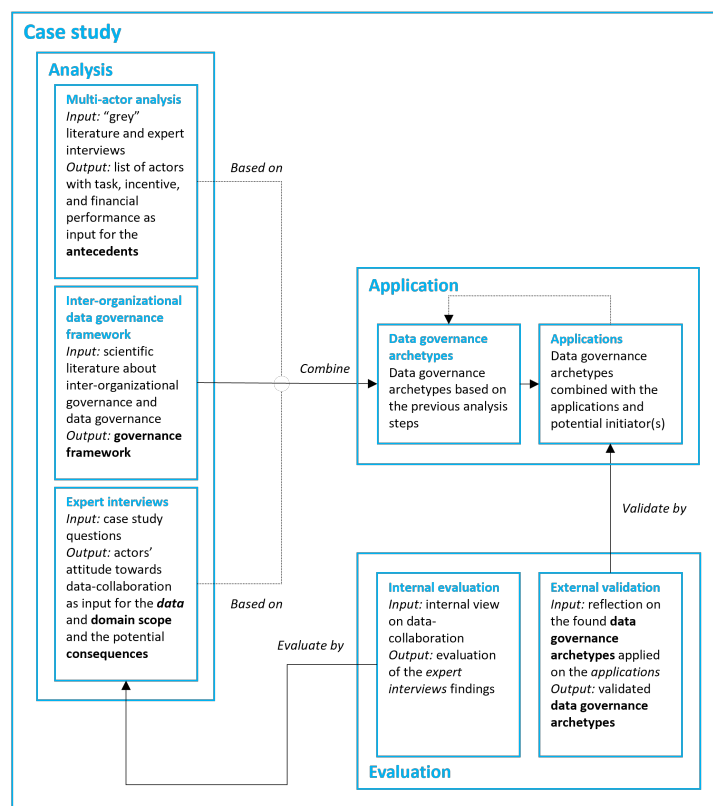 Case study
Analysis
Multi-actor analysis
Input: “grey”
literature and expert
interviews
Output: list of actors
with task, incentive,
and financial
performance as
input for the
antecedents
Inter-organizational
data governance
framework
Input: scientific
literature about
inter-organizational
governance and
data governance
Output: governance
framework
Expert interviews
Input: case study
questions
Output: actors’
attitude towards
data-collaboration
as input for the data
and domain scope
and the potential
consequences
Based on
Combine
Based on
Application
Data governance
archetypes
Data governance
archetypes based on
the previous analysis
steps
Applications
Data governance
archetypes
combined with the
applications and
potential initiator(s)
Validate by
Evaluate by
Internal evaluation
Input: internal view
on data-
collaboration
Output: evaluation
of the expert
interviews findings
External validation
Input: reflection on
the found data
governance
archetypes applied
on the applications
Output: validated
data governance
archetypes
Evaluation